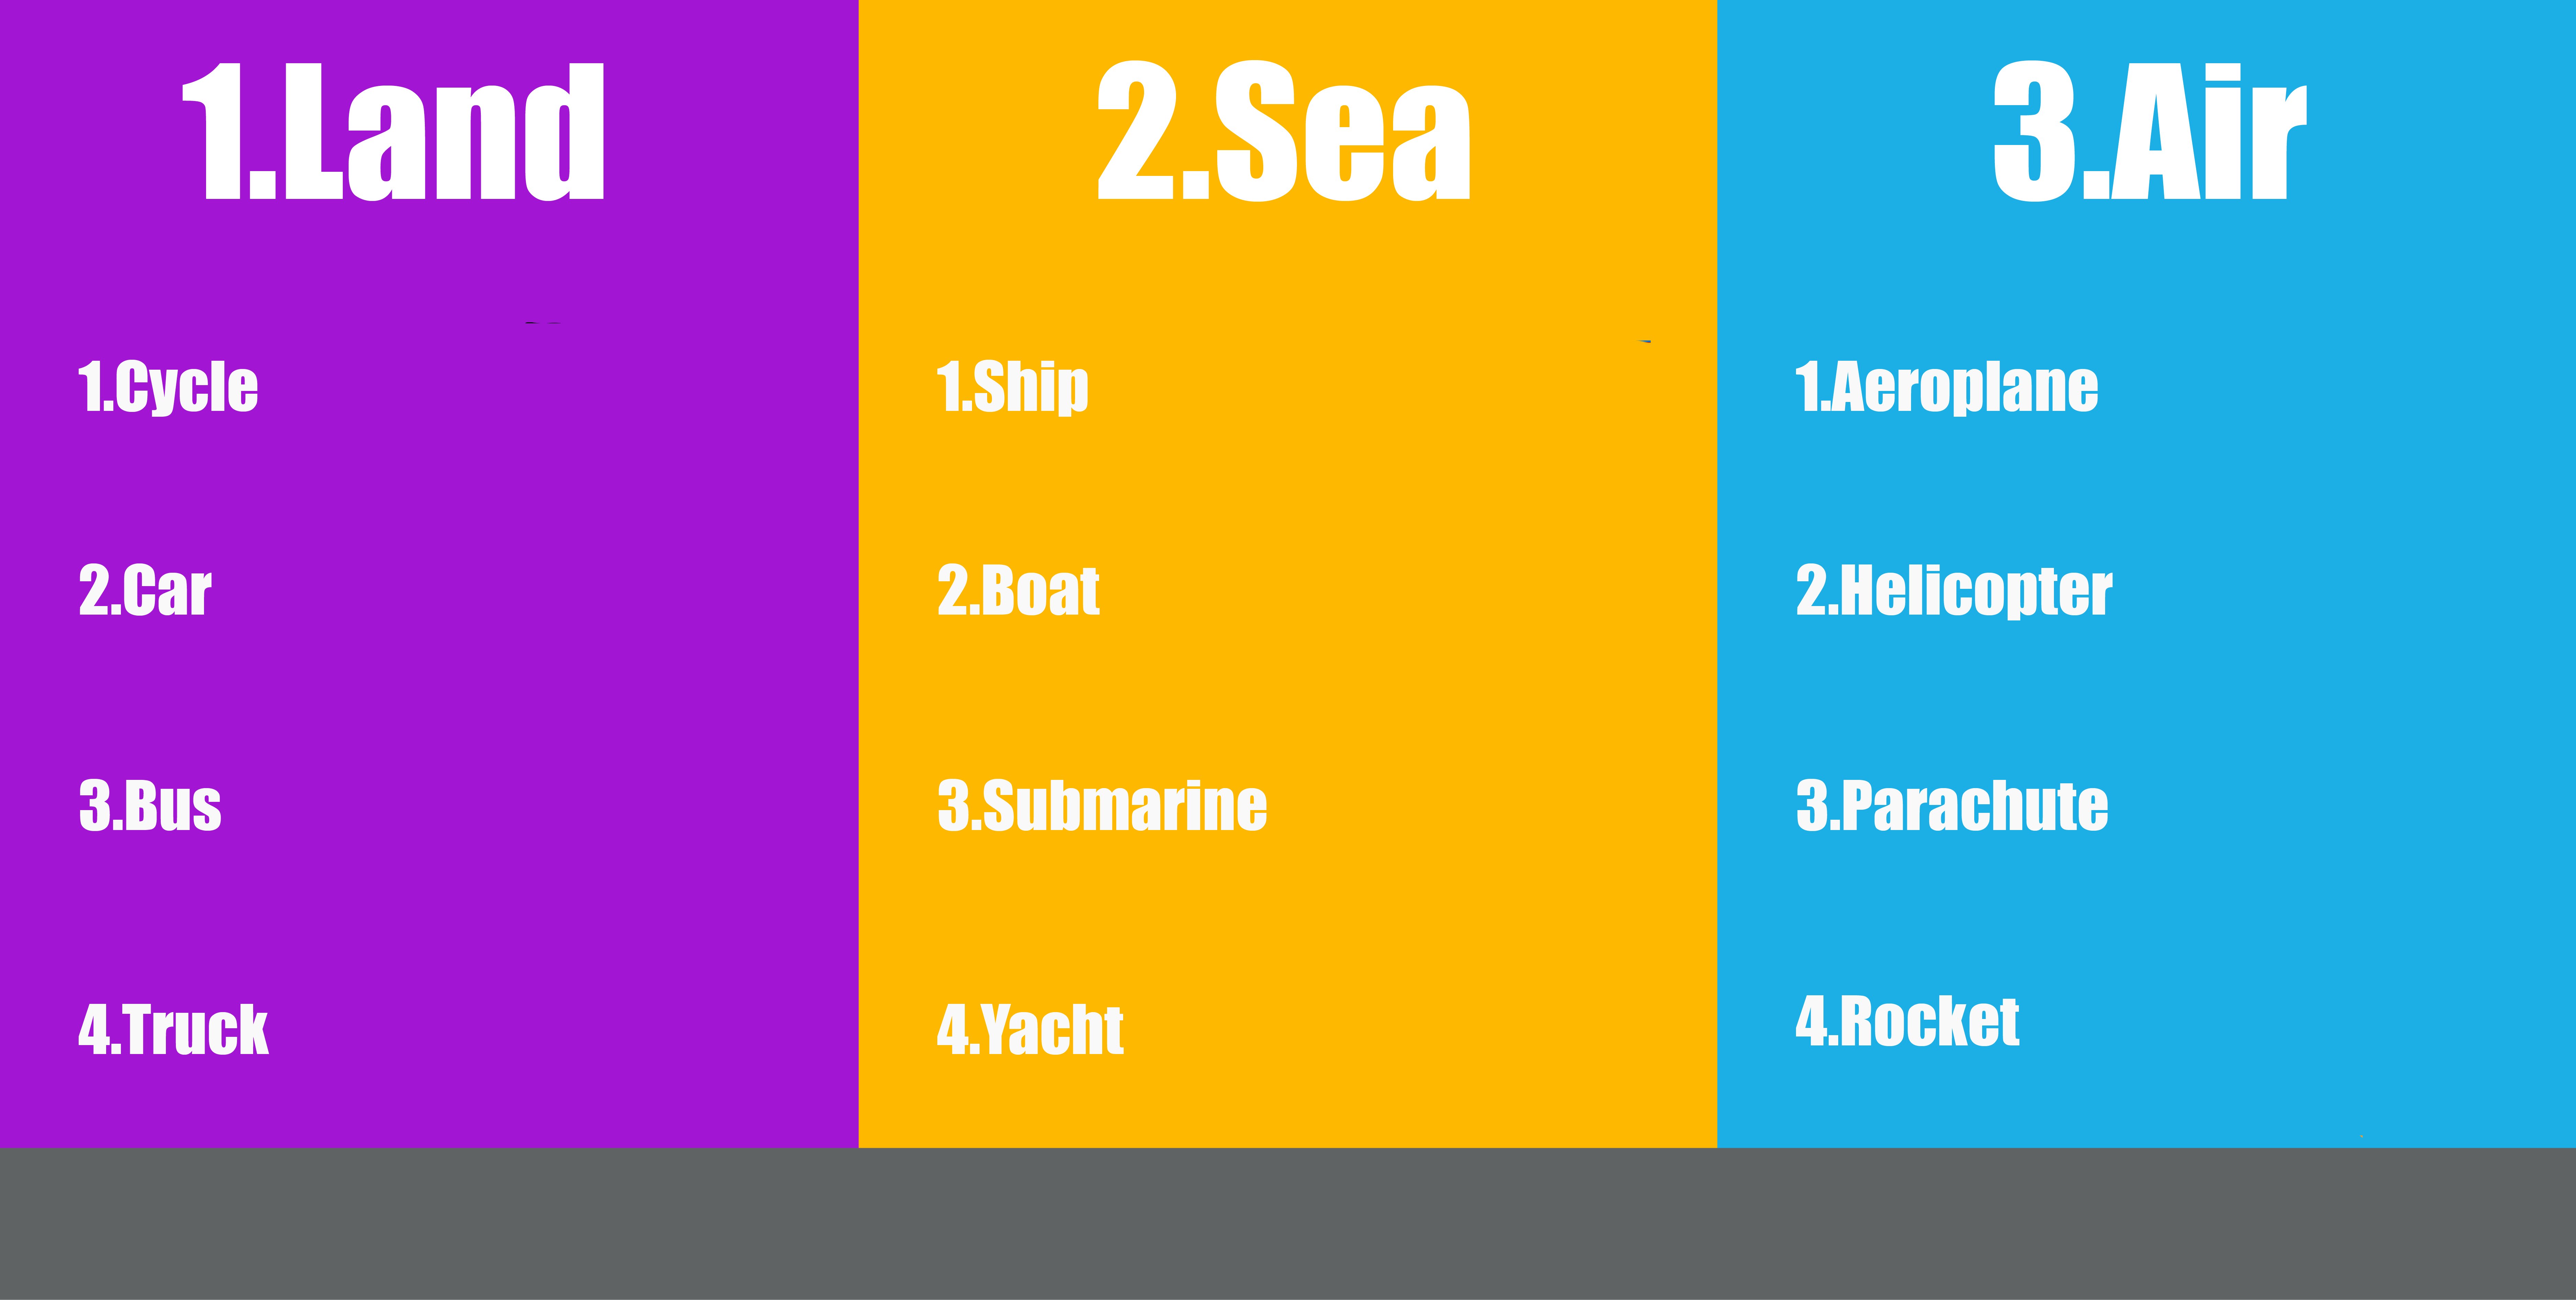 1.Land
1.Cycle
2.Car
3.Bus
4.Truck
2.Sea
1.Ship
2.Boat
3.Submarine
4.Yacht
3.Air
1.Aeroplane
2.Helicopter
3.Parachute
4.Rocket